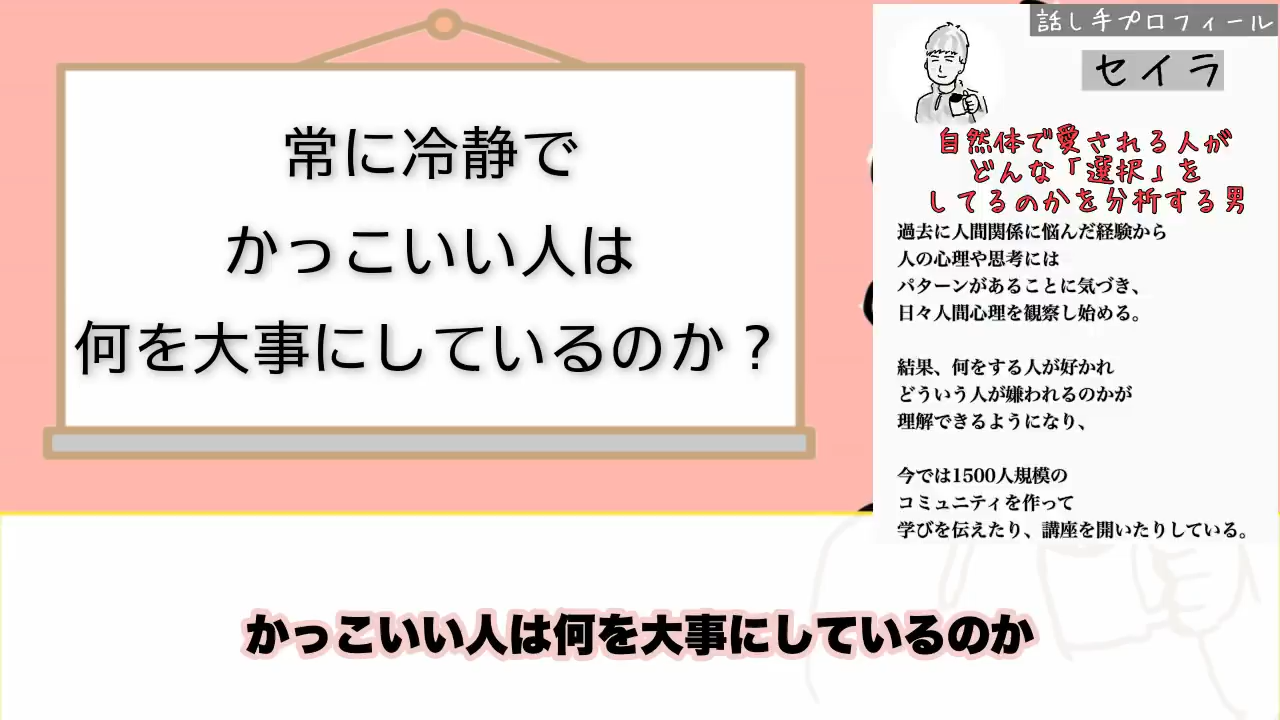 常に冷静で
かっこいい人は
何を大事にしているのか？
話し手プロフィール
セイラ
自然体で愛される人が
どんな「選択」を
してるのかを分析する男
過去に人間関係に悩んだ経験から
人の心理や思考には
パターンがあることに気づき、
日々人間心理を観察し始める。
結果、何をする人が好かれ
どういう人が嫌われるのかが
理解できるようになり、
今では1500人規模の
コミュニティを作って
学びを伝えたり、講座を開いたりしている。
かっこいい人は何を大事にしているのか